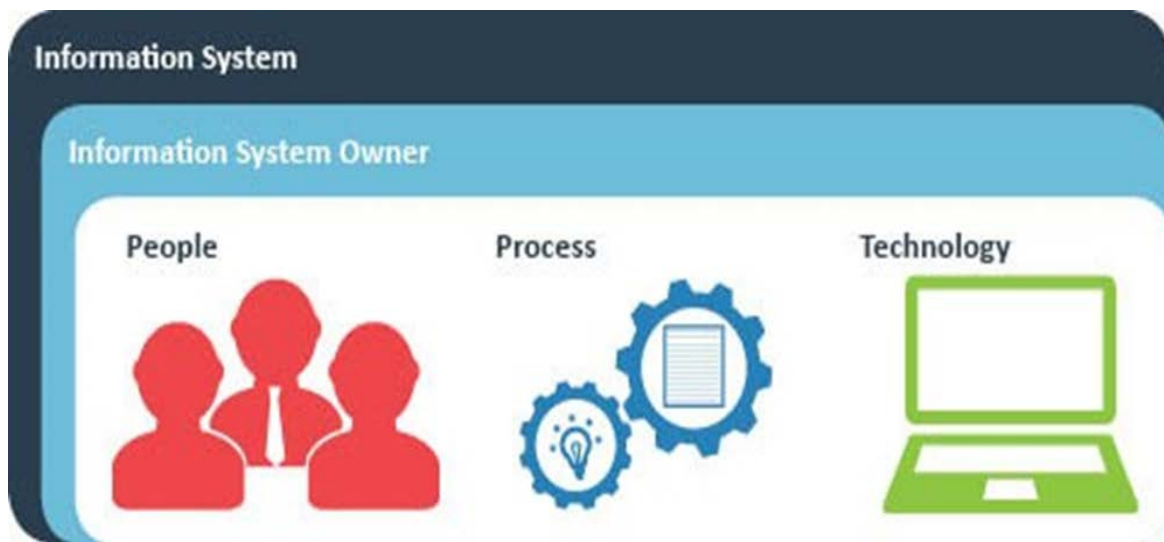 Information System
Information System Owner
People Process Technology